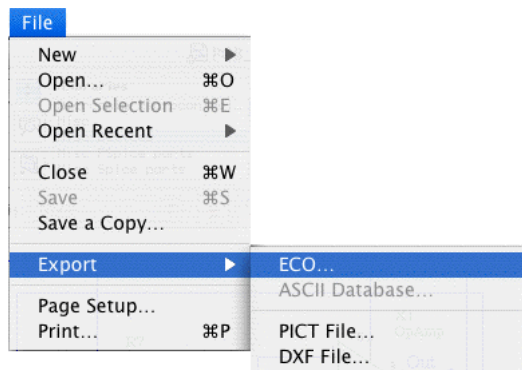 File
New
Open... ⌘O
Open Selection ⌘E
Open Recent
Close ⌘W
Save ⌘S
Save a Copy...
Export
ECO...
ASCII Database...
Page Setup...
Print... ⌘P
PICT File...
DXF File...
OpAmp